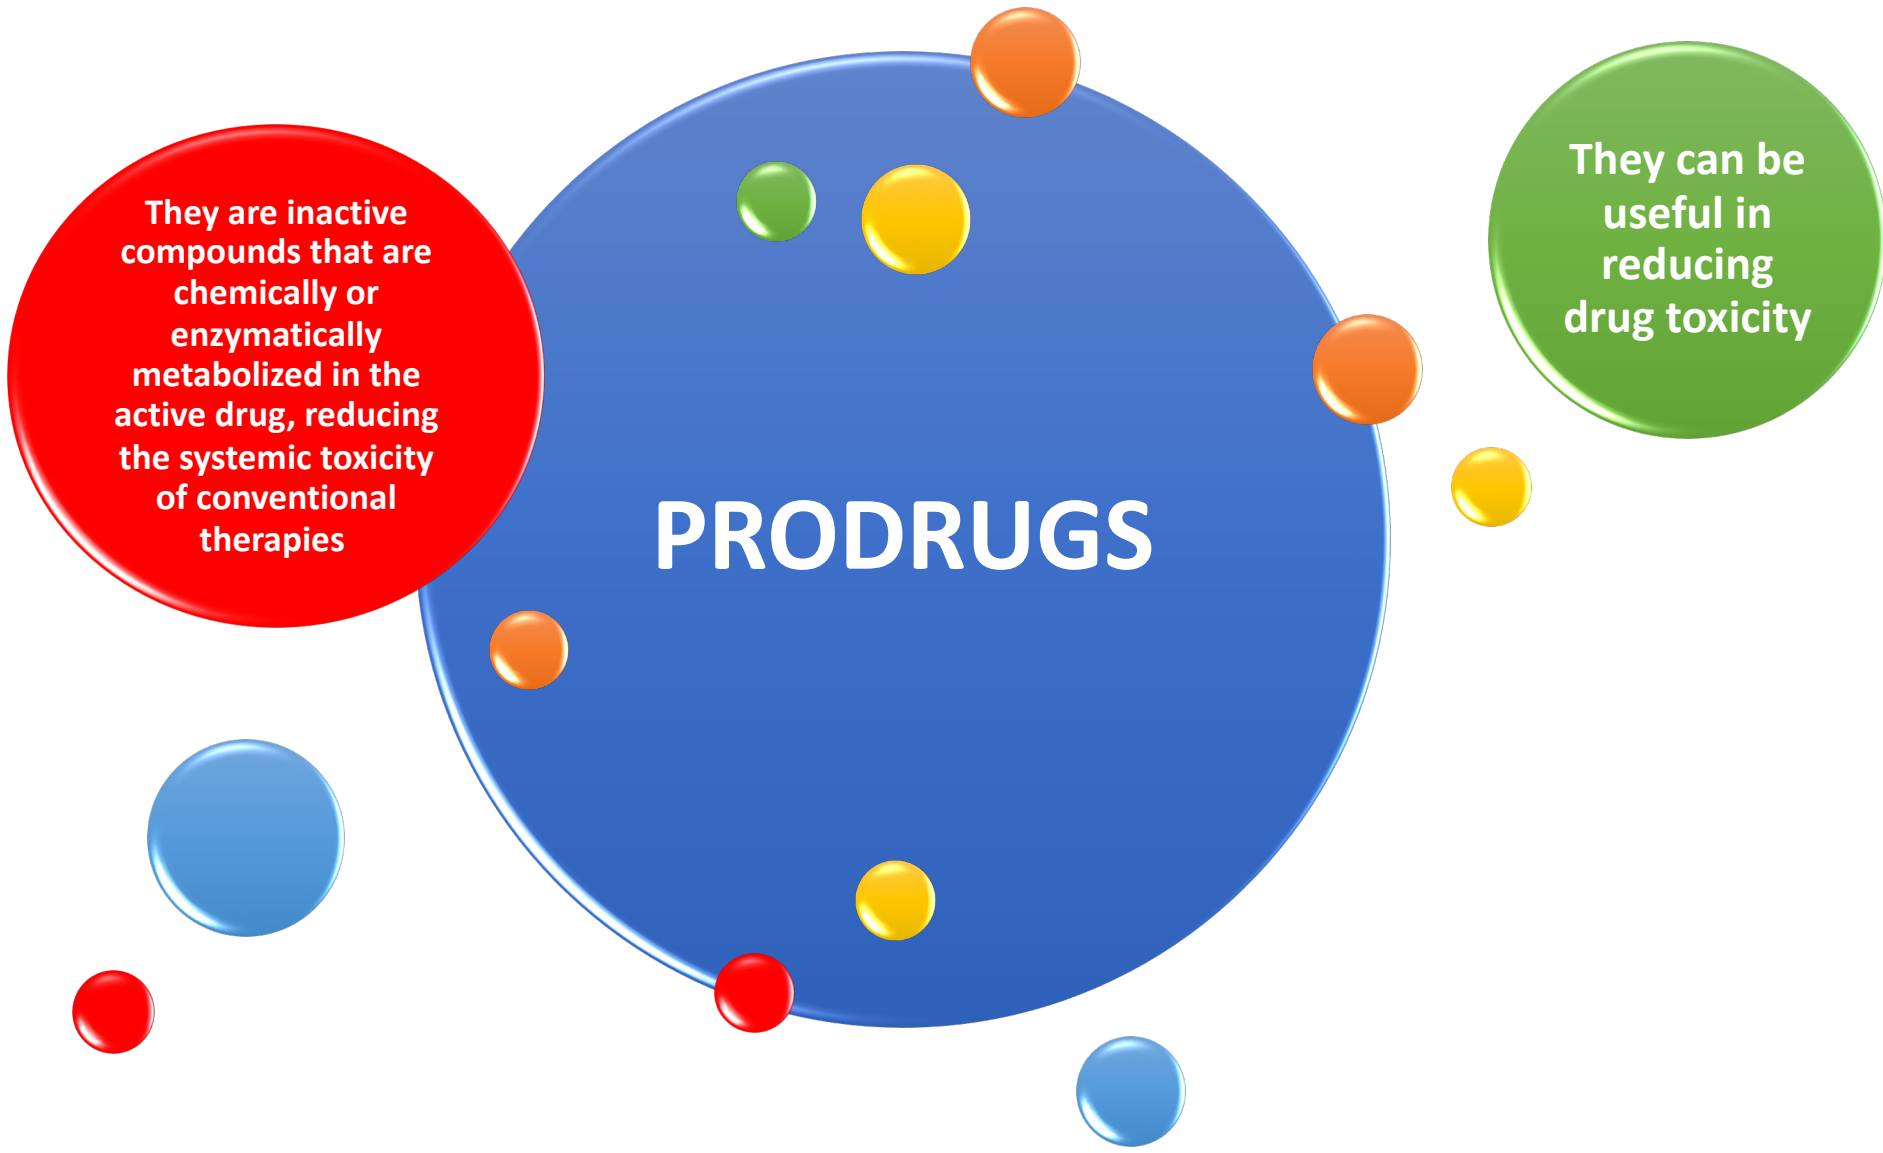 They are inactive
compounds that are
chemically or
enzymatically
metabolized in the
active drug, reducing
the systemic toxicity
of conventional
therapies
PRODRUGS
They can be
useful in
reducing
drug toxicity